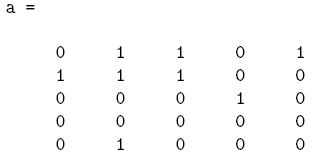 a =
0 1 1 0 1
1 1 1 0 0
0 0 0 1 0
0 0 0 0 0
0 1 0 0 0